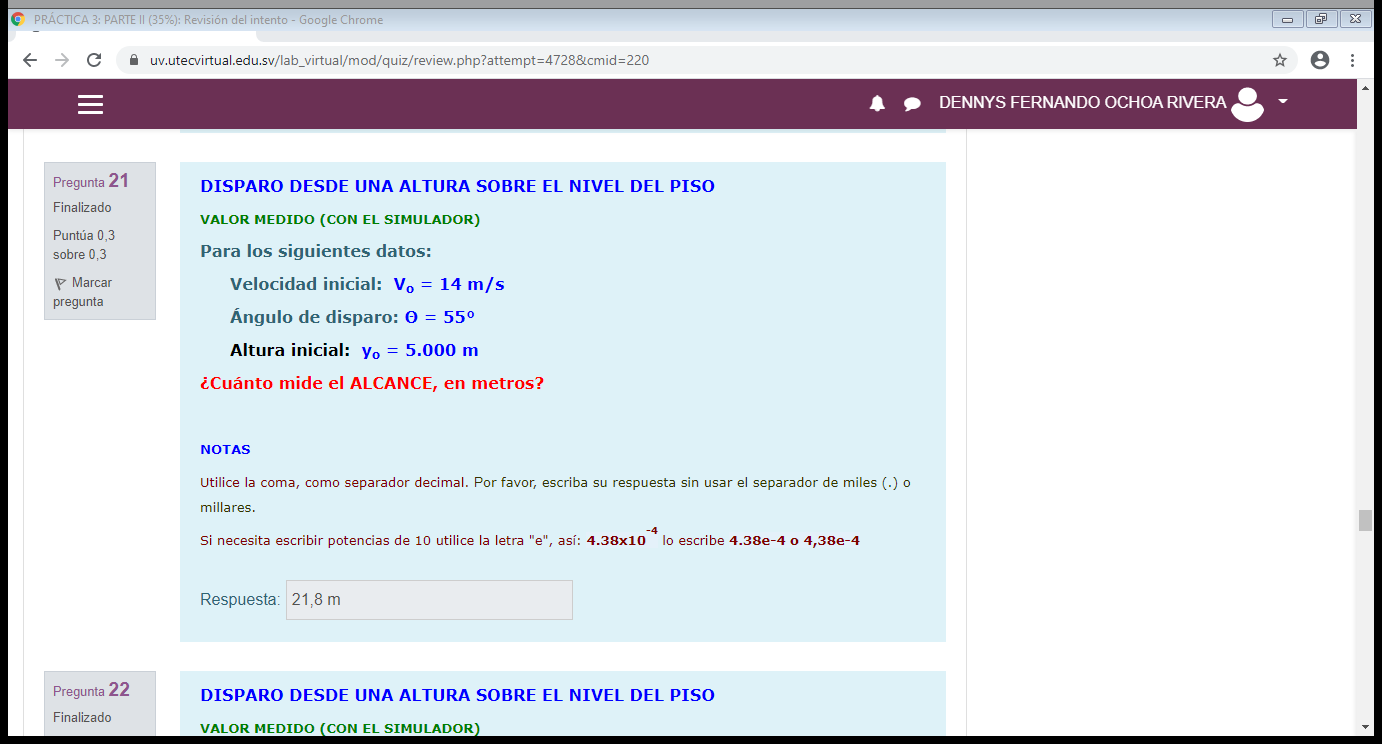 PRÁCTICA 3: PARTE II (35%): Revisión del intento - Google Chrome
uv.utecvirtual.edu.sv/lab_virtual/mod/quiz/review.php?attempt=4728&cmid=220
DENNYS FERNANDO OCHOA RIVERA
Pregunta 21
Finalizado
Puntúa 0,3
sobre 0,3
Marcar
pregunta
DISPARO DESDE UNA ALTURA SOBRE EL NIVEL DEL PISO
VALOR MEDIDO (CON EL SIMULADOR)
Para los siguientes datos:
Velocidad inicial: Vo = 14 m/s
Ángulo de disparo: Θ = 55º
Altura inicial: yo = 5.000 m
¿Cuánto mide el ALCANCE, en metros?
NOTAS
Utilice la coma, como separador decimal. Por favor, escriba su respuesta sin usar el separador de miles (.) o
millares.
Si necesita escribir potencias de 10 utilice la letra "e", así: 4.38x10-4 lo escribe 4.38e-4 o 4,38e-4
Respuesta: 21,8 m
Pregunta 22
Finalizado
DISPARO DESDE UNA ALTURA SOBRE EL NIVEL DEL PISO
VALOR MEDIDO (CON EL SIMULADOR)